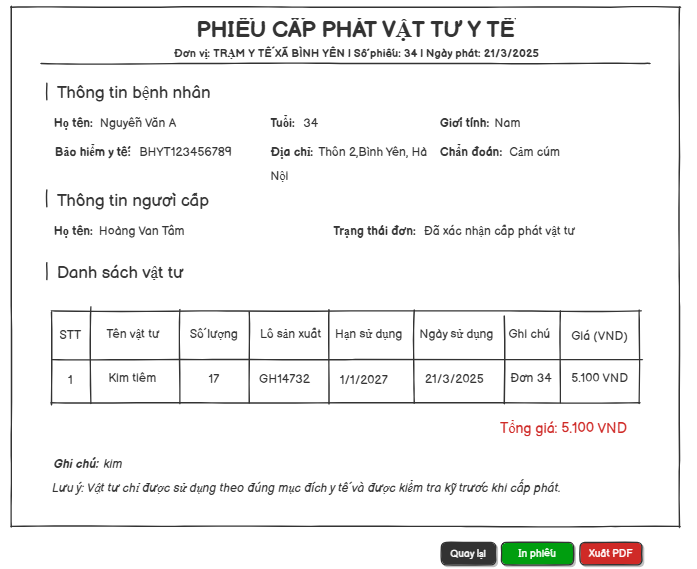 PHIẾU CẤP PHÁT VẬT TƯ Y TẾ
Đơn vị: TRẠM Y TẾ XÃ BÌNH YÊN | Số phiếu: 34 | Ngày phát: 21/3/2025
Thông tin bệnh nhân
Họ tên: Nguyễn Văn A Tuổi: 34 Giới tính: Nam
Bảo hiểm y tế: BHYT123456789 Địa chỉ: Thôn 2,Bình Yên, Hà Chẩn đoán: Cảm cúm
Nội
Thông tin người cấp
Họ tên: Hoàng Van Tâm Trạng thái đơn: Đã xác nhận cấp phát vật tư
Danh sách vật tư
STT Tên vật tư Số lượng Lô sản xuất Hạn sử dụng Ngày sử dụng Ghi chú Giá (VND)
1 Kim tiêm 17 GH14732 1/1/2027 21/3/2025 Đơn 34 5.100 VND
Tổng giá: 5.100 VND
Ghi chú: kim
Lưu ý: Vật tư chỉ được sử dụng theo đúng mục đích y tế và được kiểm tra kỹ trước khi cấp phát.
Quay lại In phiếu Xuất PDF